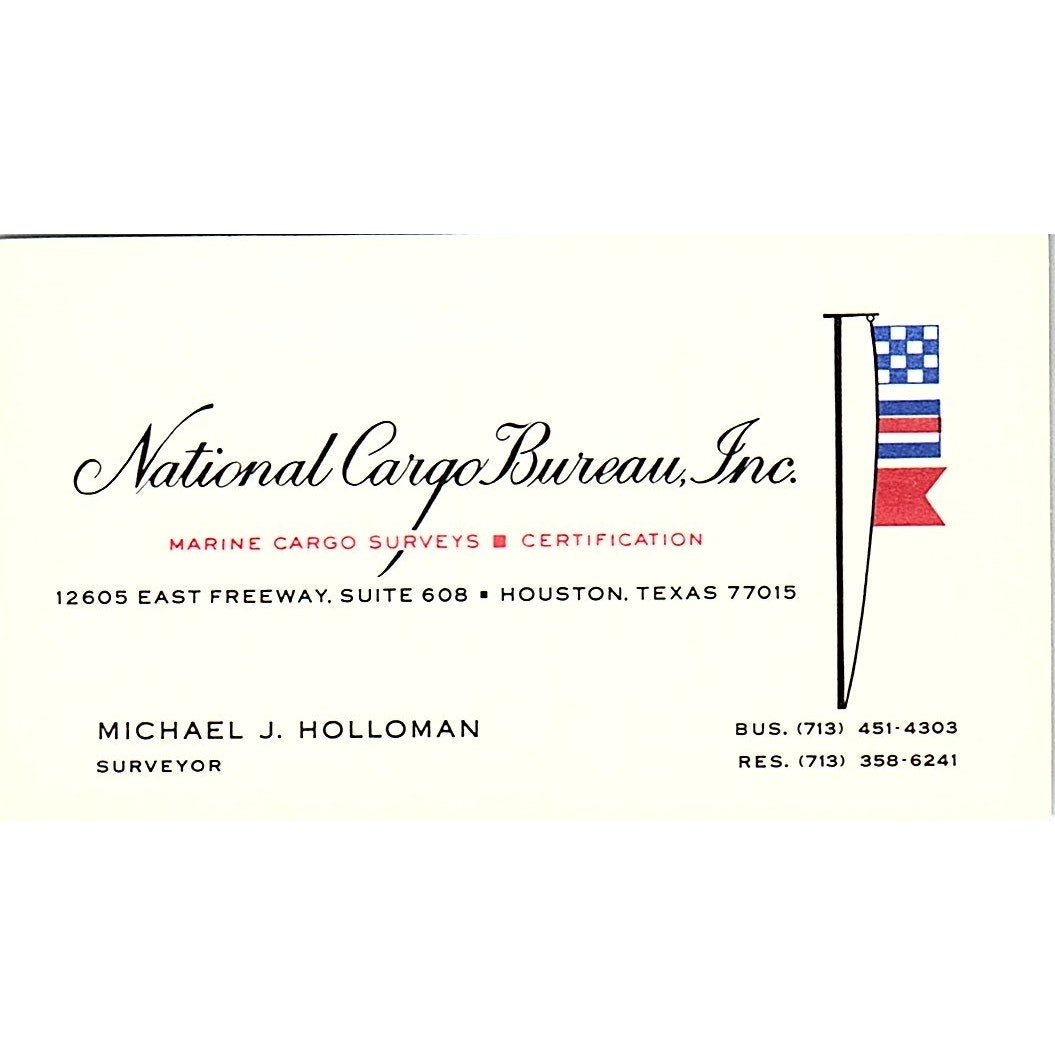 National Cargo Bureau, Inc.
MARINE CARGO SURVEYS ■ CERTIFICATION
12605 EAST FREEWAY, SUITE 608 ▪ HOUSTON, TEXAS 77015
MICHAEL J. HOLLOMAN
SURVEYOR
BUS. (713) 451-4303
RES. (713) 358-6241